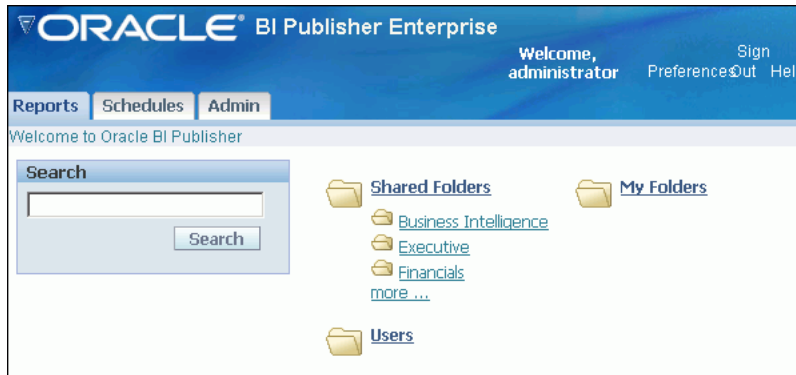 ORACLE® BI Publisher Enterprise
Welcome, administrator
Preferences
Sign Out
Hel
Reports
Schedules
Admin
Welcome to Oracle BI Publisher
Search
Search
Shared Folders
Business Intelligence
Executive
Financials
more ...
My Folders
Users